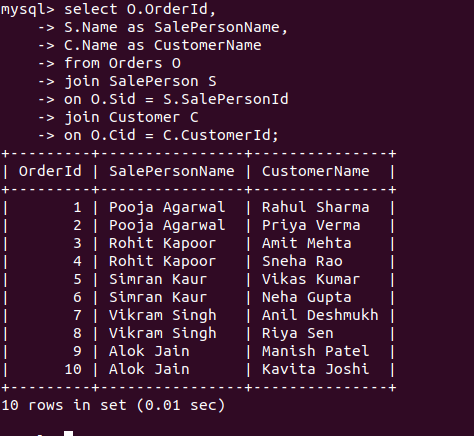 mysql> select O.OrderId,
    -> S.Name as SalePersonName,
    -> C.Name as CustomerName
    -> from Orders O
    -> join SalePerson S
    -> on O.Sid = S.SalePersonId
    -> join Customer C
    -> on O.Cid = C.CustomerId;
+---------+----------------+---------------+
| OrderId | SalePersonName | CustomerName  |
+---------+----------------+---------------+
|       1 | Pooja Agarwal  | Rahul Sharma  |
|       2 | Pooja Agarwal  | Priya Verma   |
|       3 | Rohit Kapoor   | Amit Mehta    |
|       4 | Rohit Kapoor   | Sneha Rao     |
|       5 | Simran Kaur    | Vikas Kumar   |
|       6 | Simran Kaur    | Neha Gupta    |
|       7 | Vikram Singh   | Anil Deshmukh |
|       8 | Vikram Singh   | Riya Sen      |
|       9 | Alok Jain      | Manish Patel  |
|      10 | Alok Jain      | Kavita Joshi  |
+---------+----------------+---------------+
10 rows in set (0.01 sec)